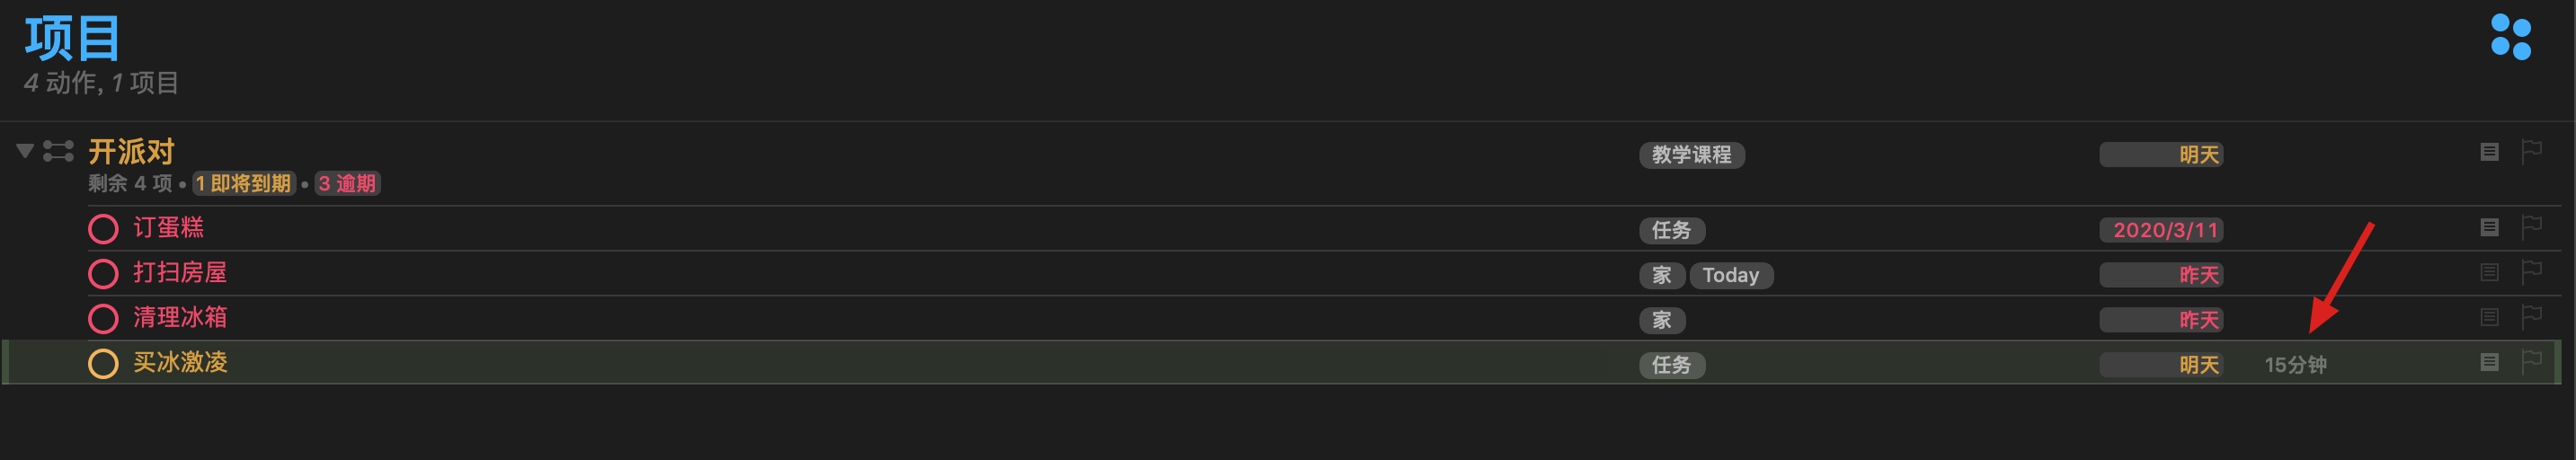 项目
4 动作, 1 项目
开派对 教学课程 明天
剩余 4 项 • 1 即将到期 • 3 逾期
订蛋糕 任务 2020/3/11
打扫房屋 家 Today 昨天
清理冰箱 家 昨天
买冰激凌 任务 明天 15分钟